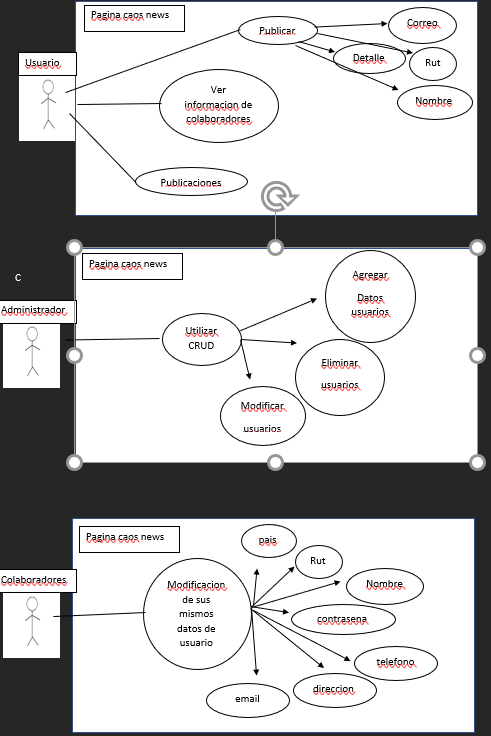 Pagina caos news
Usuario
Publicar
Correo
Detalle
Rut
Nombre
Ver
informacion de
colaboradores
Publicaciones
C
Pagina caos news
Administrador
Utilizar
CRUD
Agregar
Datos
usuarios
Eliminar
usuarios
Modificar
usuarios
Pagina caos news
Colaboradores
Modificacion
de sus
mismos
datos de
usuario
pais
Rut
Nombre
contrasena
telefono
direccion
email